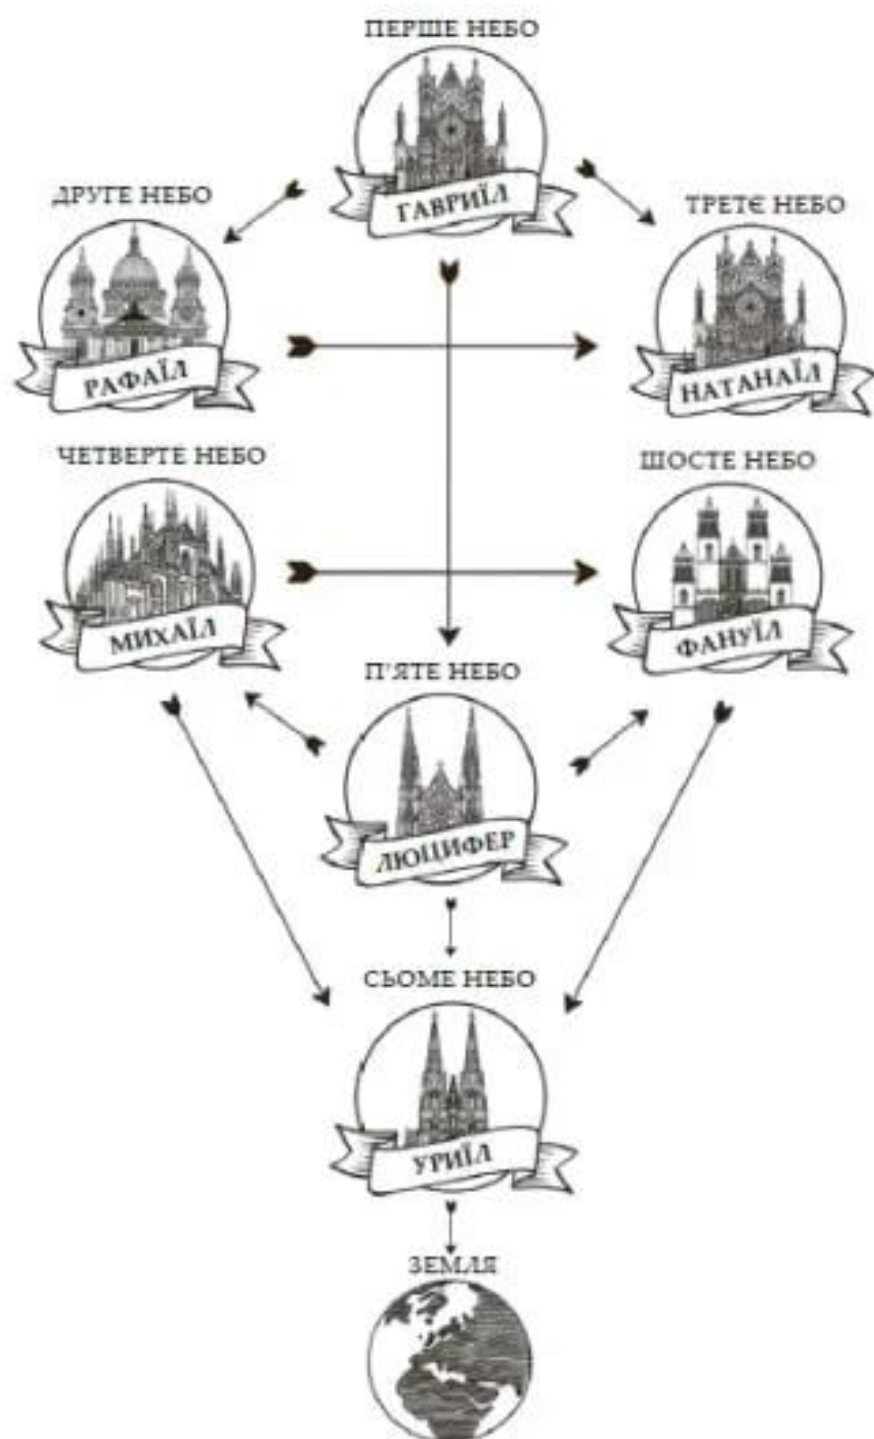 ПЕРШЕ НЕБО
ГАВРИЇЛ
ДРУГЕ НЕБО
РАФАЇЛ
ТРЕТЄ НЕБО
НАТАНАЇЛ
ЧЕТВЕРТЕ НЕБО
МИХАЇЛ
ШОСТЕ НЕБО
ФАНУЇЛ
П'ЯТЕ НЕБО
ЛЮЦИФЕР
СЬОМЕ НЕБО
УРИЇЛ
ЗЕМЛЯ